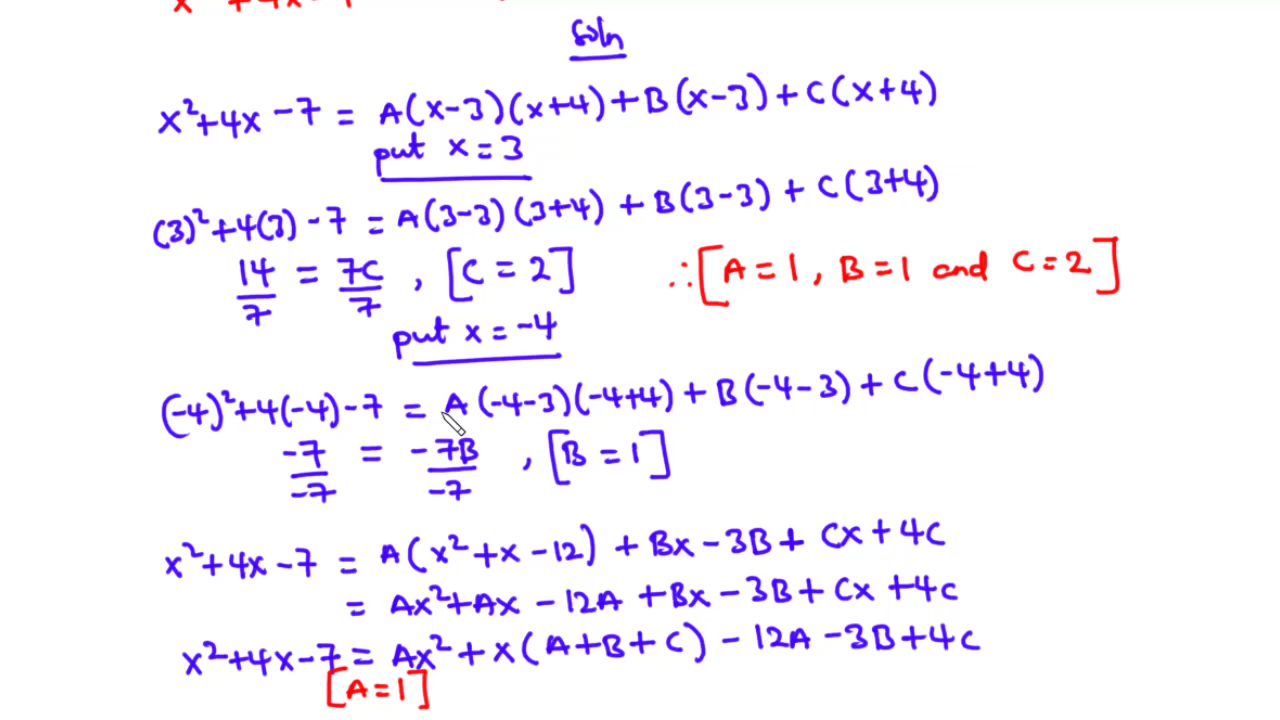 x² + 4x - 7
Soln
x² + 4x - 7 = A(x-3)(x+4) + B(x-3) + C(x+4)
put x = 3
(3)² + 4(3) - 7 = A(3-3)(3+4) + B(3-3) + C(3+4)
14/7 = 7C/7 , [C = 2]
∴ [A = 1, B = 1 and C = 2]
put x = -4
(-4)² + 4(-4) - 7 = A(-4-3)(-4+4) + B(-4-3) + C(-4+4)
-7/-7 = -7B/-7 , [B = 1]
x² + 4x - 7 = A(x² + x - 12) + Bx - 3B + Cx + 4C
= Ax² + Ax - 12A + Bx - 3B + Cx + 4C
x² + 4x - 7 = Ax² + x(A+B+C) - 12A - 3B + 4C
[A = 1]